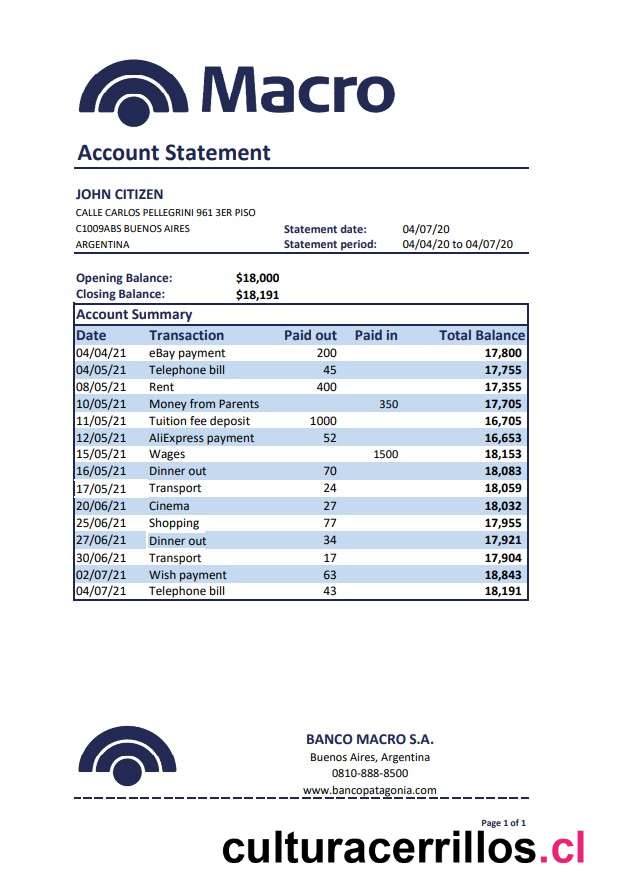 Macro
Account Statement
JOHN CITIZEN
CALLE CARLOS PELLEGRINI 961 3ER PISO
C1009ABS BUENOS AIRES Statement date: 04/07/20
ARGENTINA Statement period: 04/04/20 to 04/07/20
Opening Balance: $18,000
Closing Balance: $18,191
Account Summary
Date Transaction Paid out Paid in Total Balance
04/04/21 eBay payment 200 17,800
04/05/21 Telephone bill 45 17,755
08/05/21 Rent 400 17,355
10/05/21 Money from Parents 350 17,705
11/05/21 Tuition fee deposit 1000 16,705
12/05/21 AliExpress payment 52 16,653
15/05/21 Wages 1500 18,153
16/05/21 Dinner out 70 18,083
17/05/21 Transport 24 18,059
20/06/21 Cinema 27 18,032
25/06/21 Shopping 77 17,955
27/06/21 Dinner out 34 17,921
30/06/21 Transport 17 17,904
02/07/21 Wish payment 63 18,843
04/07/21 Telephone bill 43 18,191
BANCO MACRO S.A.
Buenos Aires, Argentina
0810-888-8500
www.bancopatagonia.com
Page 1 of 1
culturacerrillos.cl